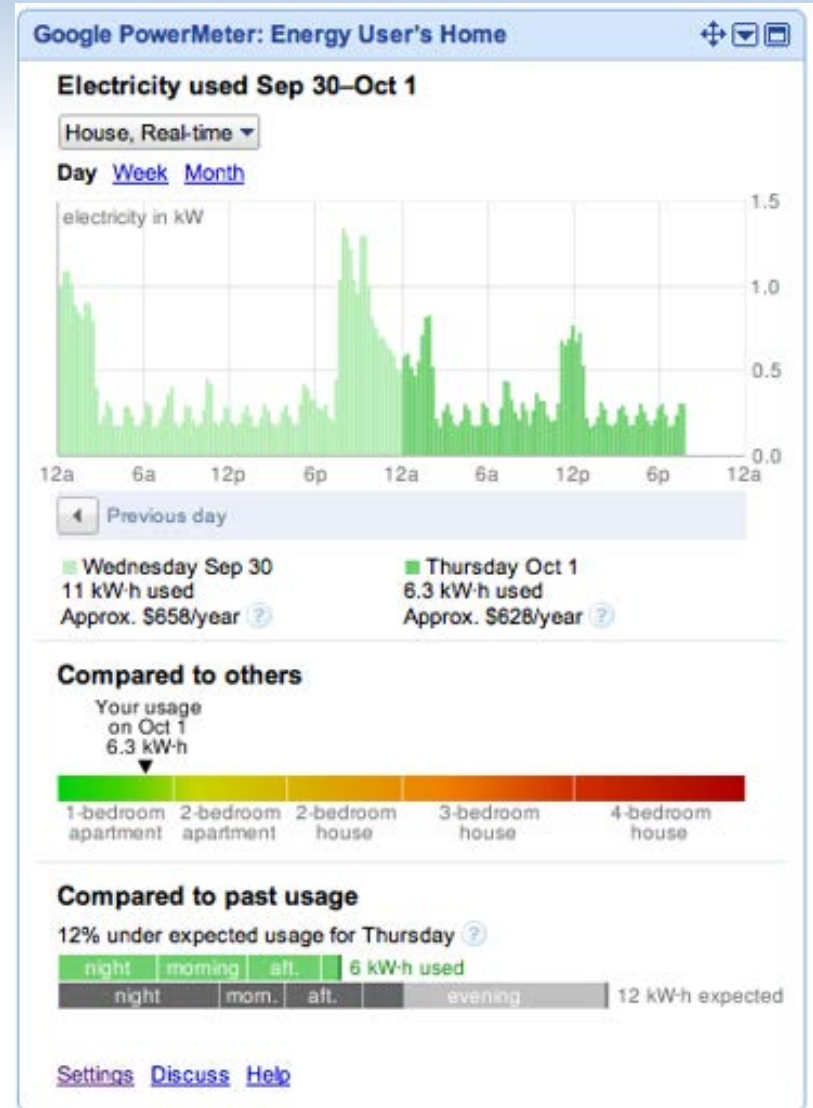 Google PowerMeter: Energy User's Home
Electricity used Sep 30–Oct 1
House, Real-time
Day Week Month
electricity in kW
1.5
1.0
0.5
0.0
12a 6a 12p 6p 12a 6a 12p 6p 12a
Previous day
Wednesday Sep 30
11 kW·h used
Approx. $658/year ?
Thursday Oct 1
6.3 kW·h used
Approx. $628/year ?
Compared to others
Your usage
on Oct 1
6.3 kW·h
1-bedroom
apartment
2-bedroom
apartment
2-bedroom
house
3-bedroom
house
4-bedroom
house
Compared to past usage
12% under expected usage for Thursday ?
night morning aft. 6 kW·h used
night morn. aft. evening 12 kW·h expected
Settings Discuss Help